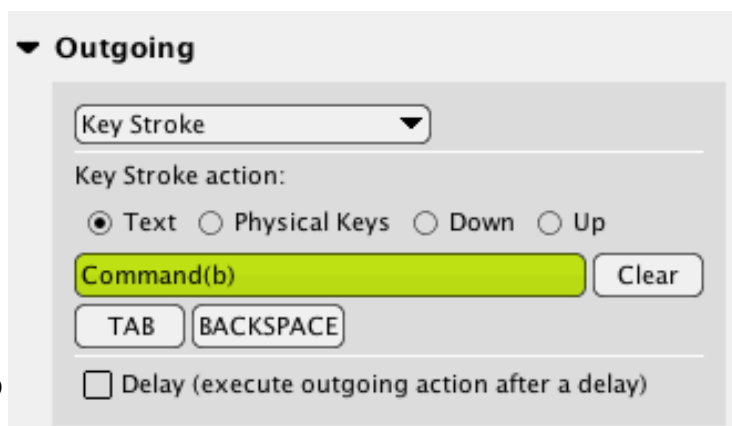 Outgoing
Key Stroke
Key Stroke action:
Text Physical Keys Down Up
Command(b) Clear
TAB BACKSPACE
Delay (execute outgoing action after a delay)